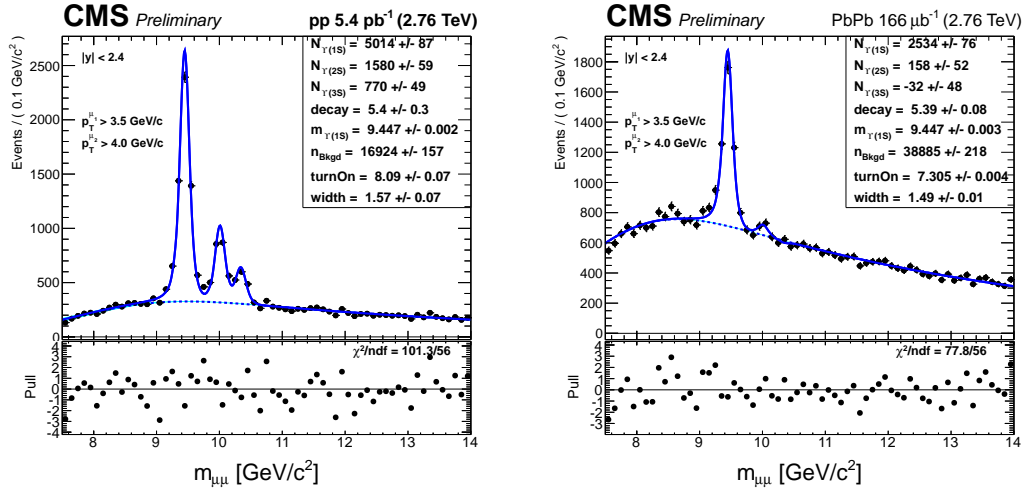 CMS Preliminary pp 5.4 pb⁻¹ (2.76 TeV)
Events / ( 0.1 GeV/c² )
2500
2000
1500
1000
500
0
|y| < 2.4
p_T^μ₁ > 3.5 GeV/c
p_T^μ₂ > 4.0 GeV/c
N_ϒ(1S) = 5014 +/- 87
N_ϒ(2S) = 1580 +/- 59
N_ϒ(3S) = 770 +/- 49
decay = 5.4 +/- 0.3
m_ϒ(1S) = 9.447 +/- 0.002
n_Bkgd = 16924 +/- 157
turnOn = 8.09 +/- 0.07
width = 1.57 +/- 0.07
Pull
4
3
2
1
0
-1
-2
-3
-4
χ²/ndf = 101.3/56
8 9 10 11 12 13 14
m_μμ [GeV/c²]
CMS Preliminary PbPb 166 μb⁻¹ (2.76 TeV)
Events / ( 0.1 GeV/c² )
1800
1600
1400
1200
1000
800
600
400
200
0
|y| < 2.4
p_T^μ₁ > 3.5 GeV/c
p_T^μ₂ > 4.0 GeV/c
N_ϒ(1S) = 2534 +/- 76
N_ϒ(2S) = 158 +/- 52
N_ϒ(3S) = -32 +/- 48
decay = 5.39 +/- 0.08
m_ϒ(1S) = 9.447 +/- 0.003
n_Bkgd = 38885 +/- 218
turnOn = 7.305 +/- 0.004
width = 1.49 +/- 0.01
Pull
4
3
2
1
0
-1
-2
-3
χ²/ndf = 77.8/56
8 9 10 11 12 13 14
m_μμ [GeV/c²]